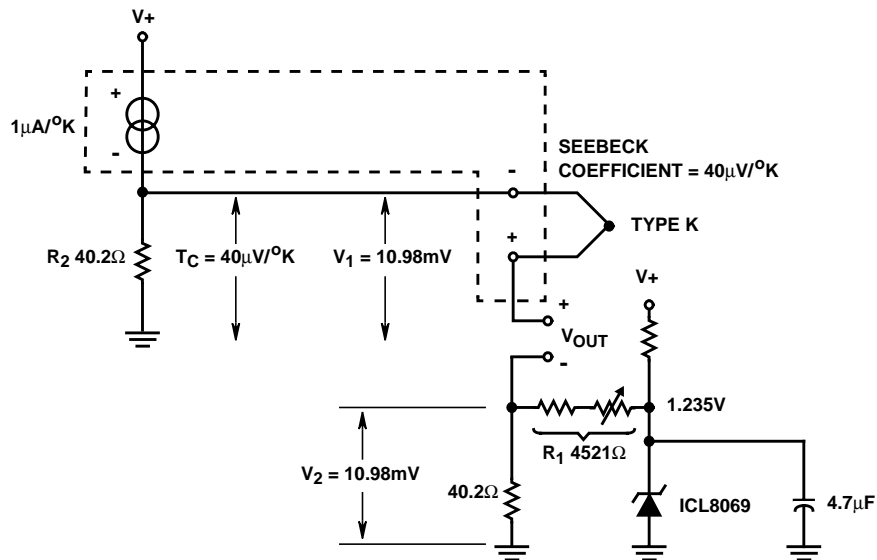 V+
+
1µA/°K
-
SEEBECK
COEFFICIENT = 40µV/°K
-
TYPE K
R2 40.2Ω
TC = 40µV/°K
V1 = 10.98mV
+
V+
+
VOUT
-
1.235V
R1 4521Ω
V2 = 10.98mV
40.2Ω
ICL8069
4.7µF